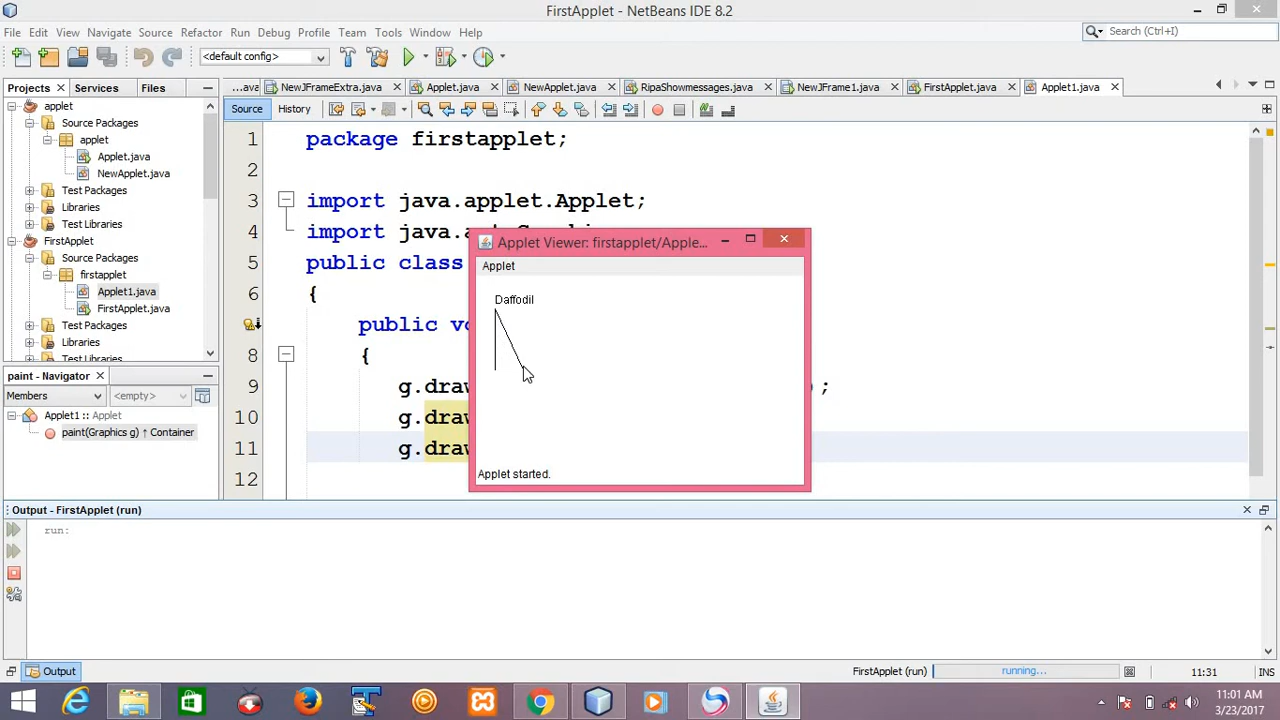 FirstApplet - NetBeans IDE 8.2
File Edit View Navigate Source Refactor Run Debug Profile Team Tools Window Help
Search (Ctrl+I)
<default config>
Projects Services Files
...ava NewJFrameExtra.java Applet.java NewApplet.java RipaShowmessages.java NewJFrame1.java FirstApplet.java Applet1.java
Source History
applet
Source Packages
applet
Applet.java
NewApplet.java
Test Packages
Libraries
Test Libraries
FirstApplet
Source Packages
firstapplet
Applet1.java
FirstApplet.java
Test Packages
Libraries
Test Libraries
paint - Navigator
Members <empty>
Applet1 :: Applet
paint(Graphics g) ↑ Container
1 package firstapplet;
2
3 import java.applet.Applet;
4 import java.awt.
5 public class
6 {
public vo
8 {
9 g.draw ;
10 g.draw
11 g.draw
12
Applet Viewer: firstapplet/Apple...
Applet
Daffodil
Applet started.
Output - FirstApplet (run)
run:
Output
FirstApplet (run) running... 11:31 INS
11:01 AM
3/23/2017